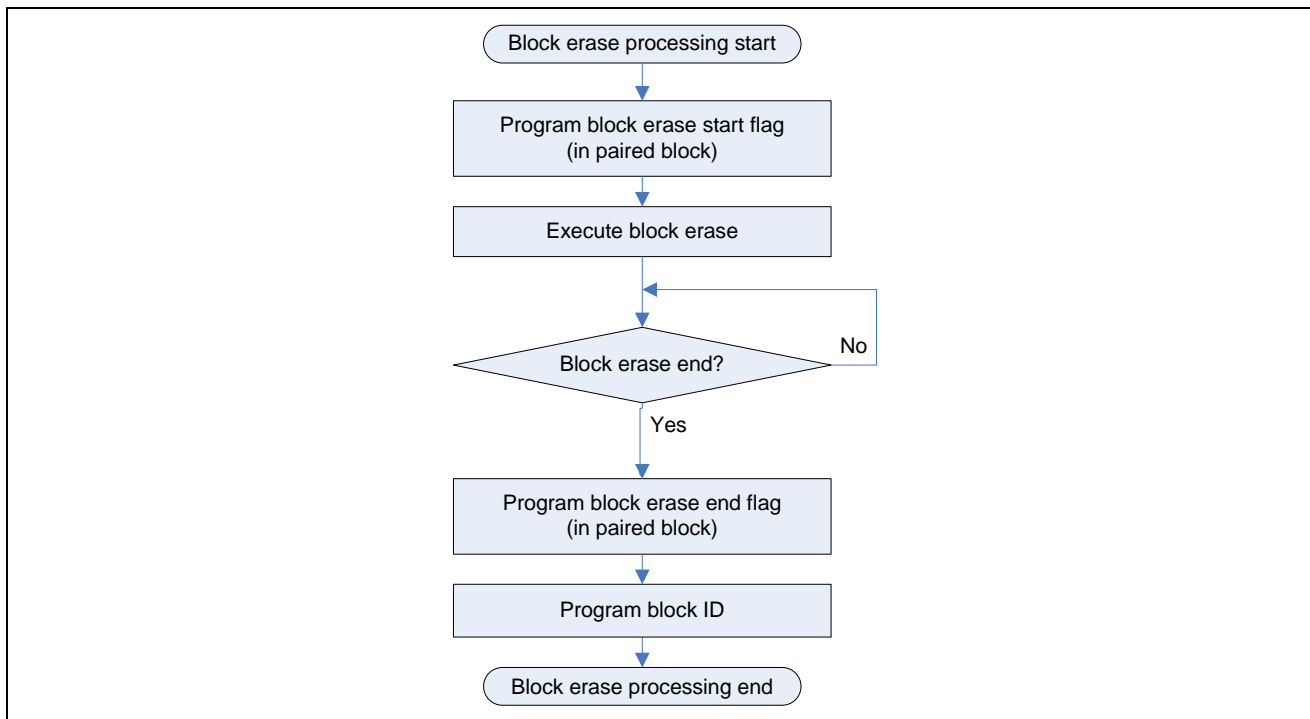 Block erase processing start
Program block erase start flag
(in paired block)
Execute block erase
Block erase end?
No
Yes
Program block erase end flag
(in paired block)
Program block ID
Block erase processing end